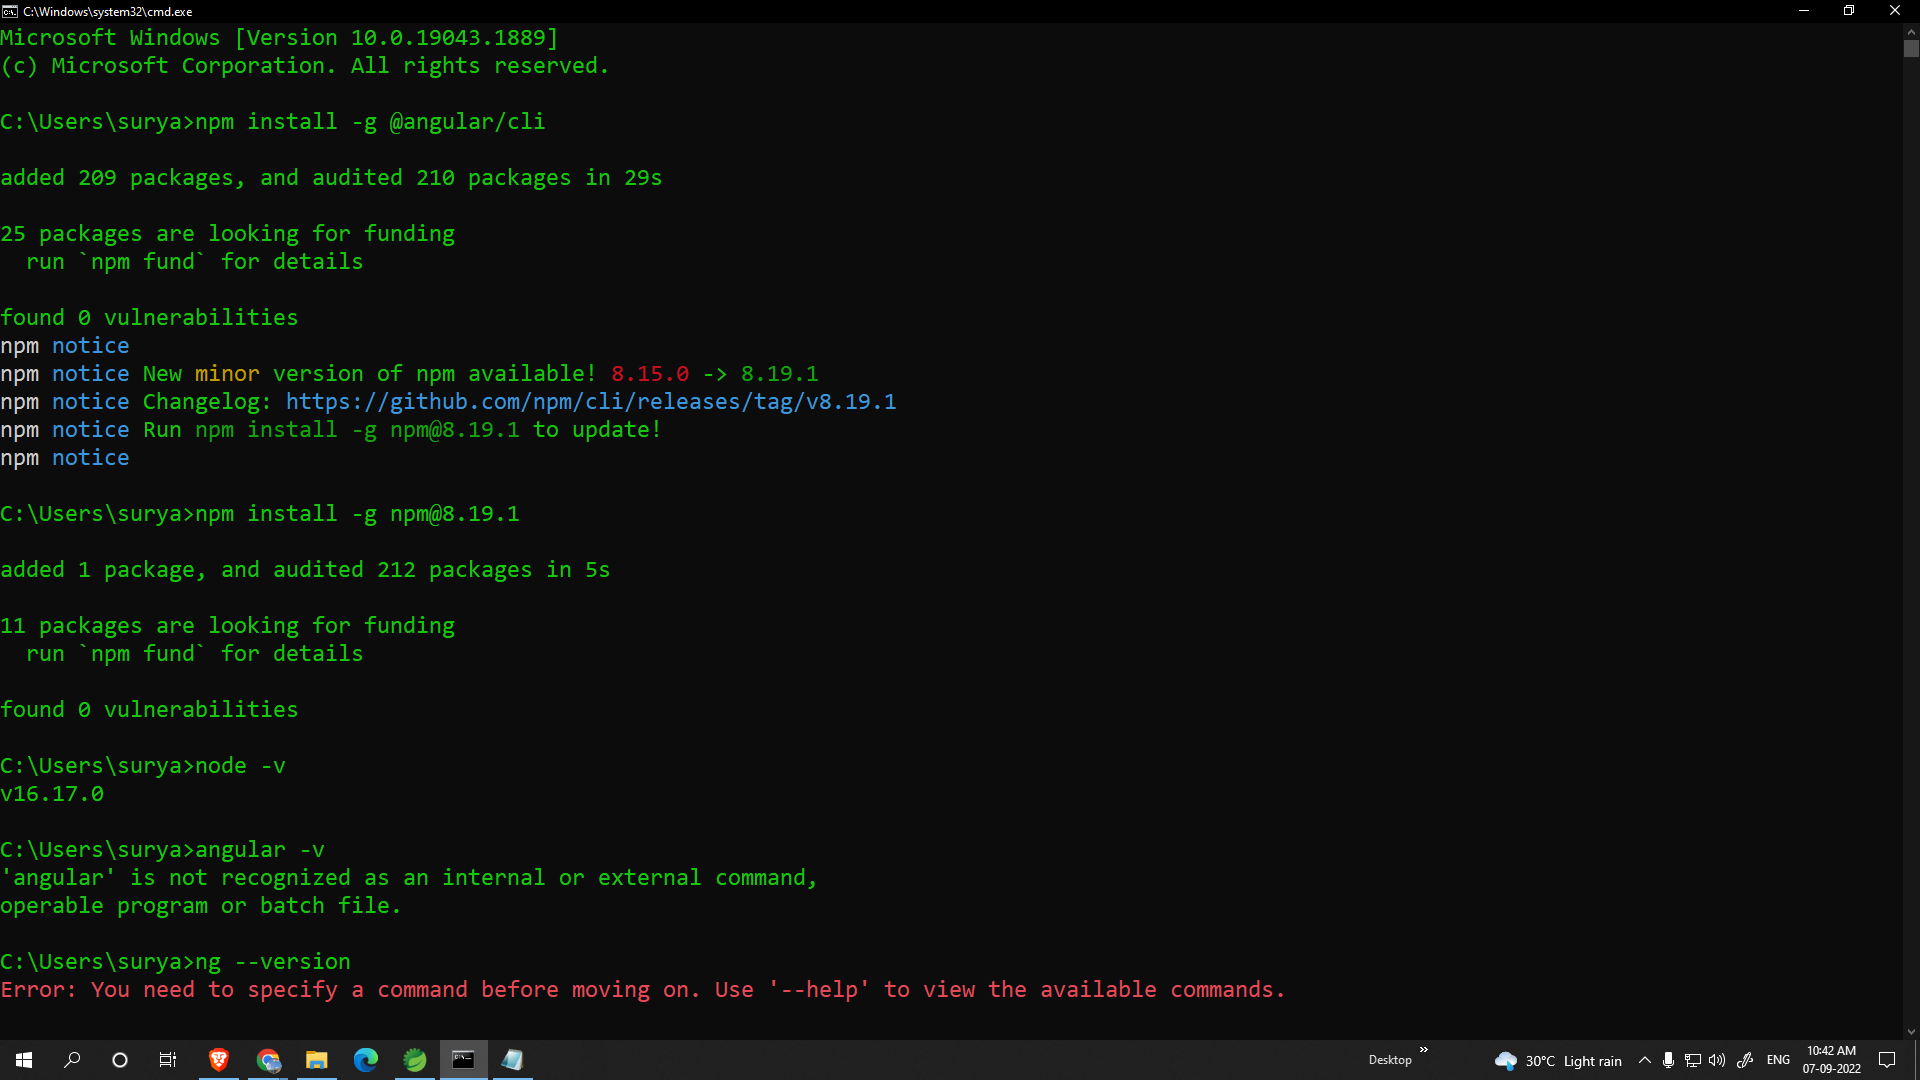 C:\Windows\system32\cmd.exe
Microsoft Windows [Version 10.0.19043.1889]
(c) Microsoft Corporation. All rights reserved.
C:\Users\surya>npm install -g @angular/cli
added 209 packages, and audited 210 packages in 29s
25 packages are looking for funding
  run `npm fund` for details
found 0 vulnerabilities
npm notice
npm notice New minor version of npm available! 8.15.0 -> 8.19.1
npm notice Changelog: https://github.com/npm/cli/releases/tag/v8.19.1
npm notice Run npm install -g npm@8.19.1 to update!
npm notice
C:\Users\surya>npm install -g npm@8.19.1
added 1 package, and audited 212 packages in 5s
11 packages are looking for funding
  run `npm fund` for details
found 0 vulnerabilities
C:\Users\surya>node -v
v16.17.0
C:\Users\surya>angular -v
'angular' is not recognized as an internal or external command,
operable program or batch file.
C:\Users\surya>ng --version
Error: You need to specify a command before moving on. Use '--help' to view the available commands.
Desktop » 30°C Light rain ENG 10:42 AM
07-09-2022